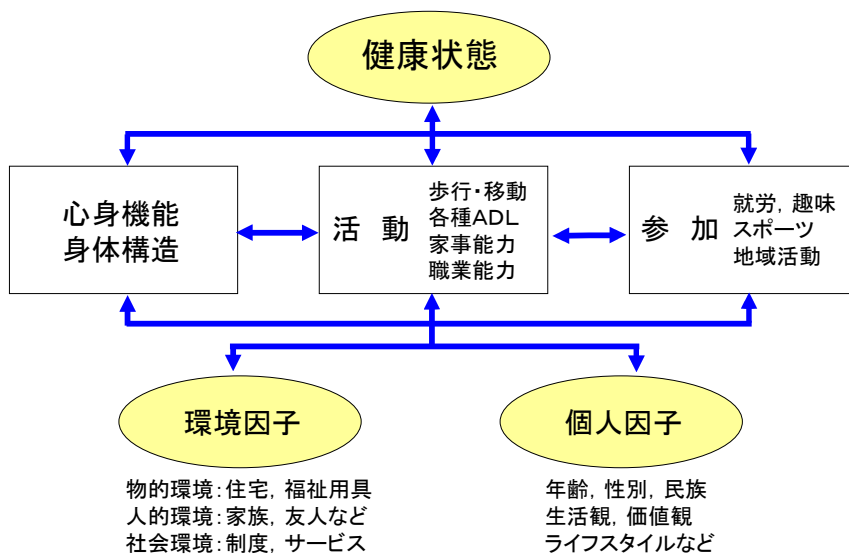 健康状態
心身機能
身体構造
活 動
歩行・移動
各種ADL
家事能力
職業能力
参 加
就労, 趣味
スポーツ
地域活動
環境因子
物的環境：住宅, 福祉用具
人的環境：家族, 友人など
社会環境：制度, サービス
個人因子
年齢, 性別, 民族
生活観, 価値観
ライフスタイルなど